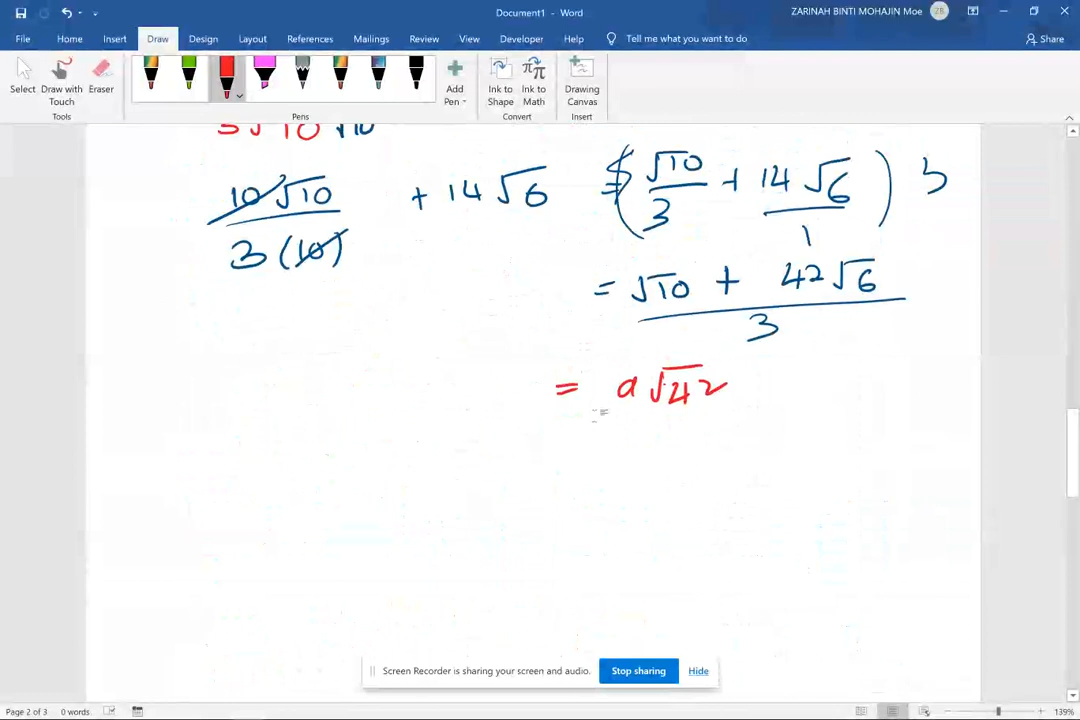 Document1 - Word
ZARINAH BINTI MOHAJIN Moe
ZB
File Home Insert Draw Design Layout References Mailings Review View Developer Help Tell me what you want to do
Share
Select
Draw with Touch
Eraser
Add Pen
Ink to Shape
Ink to Math
Drawing Canvas
Tools
Pens
Convert
Insert
√10
10√10 + 14√6
3(10)
√10/3 + 14√6/1
3
= √10 + 42√6
3
= a√42
Screen Recorder is sharing your screen and audio.
Stop sharing
Hide
Page 2 of 3
0 words
139%